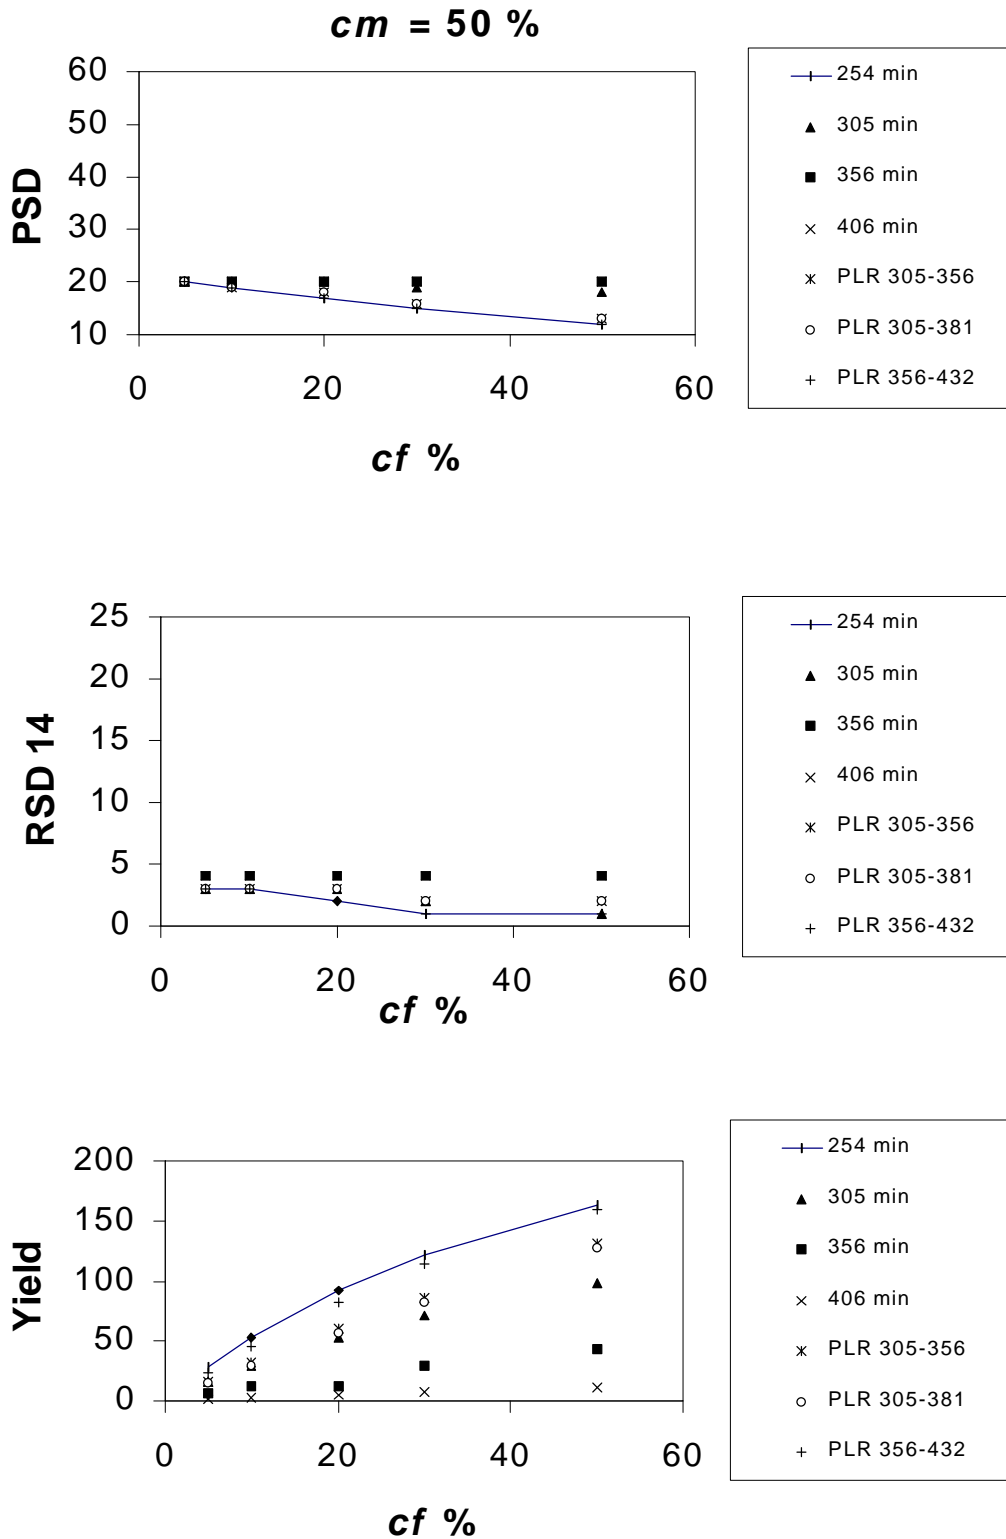 cm = 50 %
60
50
40
30
20
10
PSD
0
20
40
60
cf %
254 min
305 min
356 min
406 min
PLR 305-356
PLR 305-381
PLR 356-432
25
20
15
10
5
0
RSD 14
0
20
40
60
cf %
254 min
305 min
356 min
406 min
PLR 305-356
PLR 305-381
PLR 356-432
200
150
100
50
0
Yield
0
20
40
60
cf %
254 min
305 min
356 min
406 min
PLR 305-356
PLR 305-381
PLR 356-432